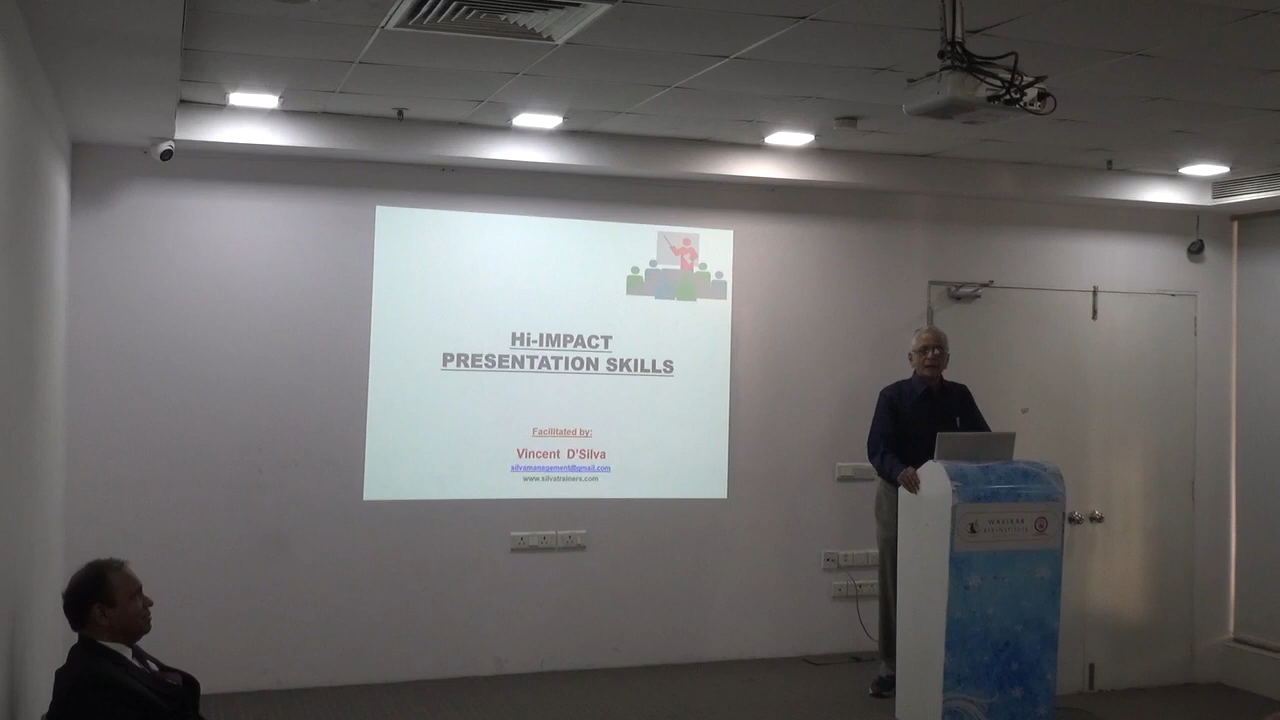 Hi-IMPACT
PRESENTATION SKILLS
Facilitated by:
Vincent D'Silva
silvamanagement@gmail.com
www.silvatrainers.com